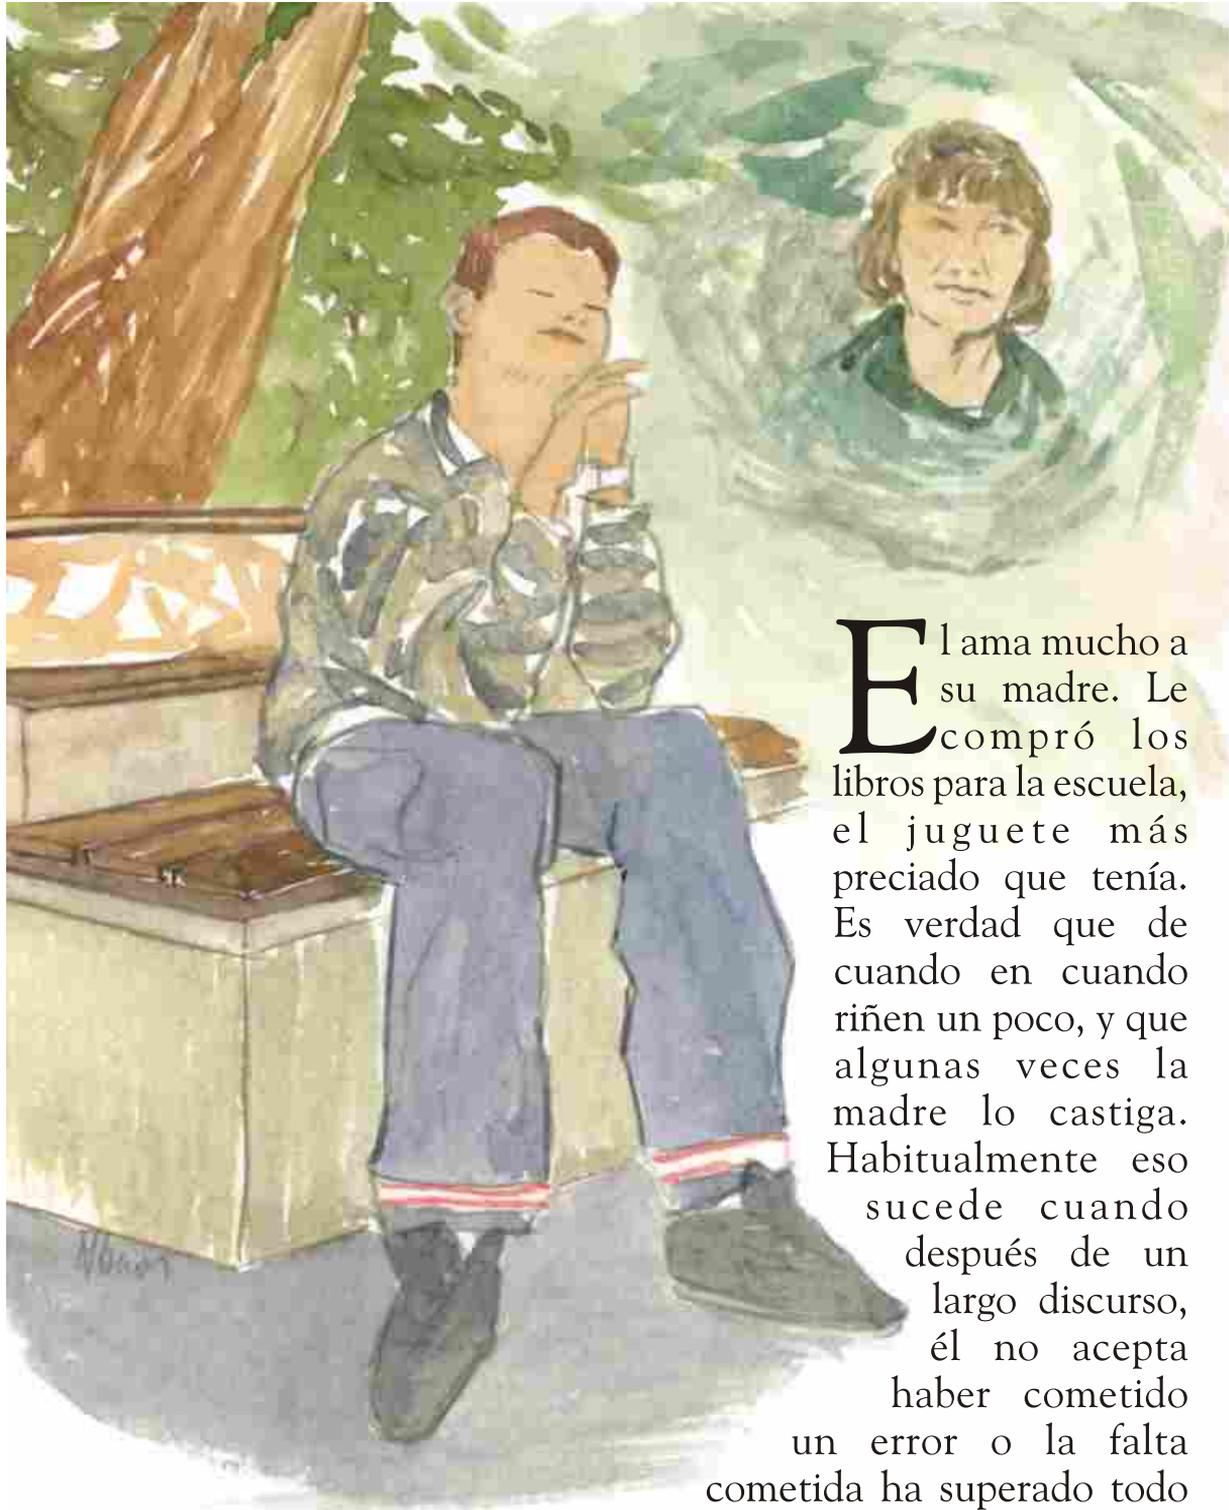 El ama mucho a
su madre. Le
compró los
libros para la escuela,
el juguete más
preciado que tenía.
Es verdad que de
cuando en cuando
riñen un poco, y que
algunas veces la
madre lo castiga.
Habitualmente eso
sucede cuando
después de un
largo discurso,
él no acepta
haber cometido
un error o la falta
cometida ha superado todo